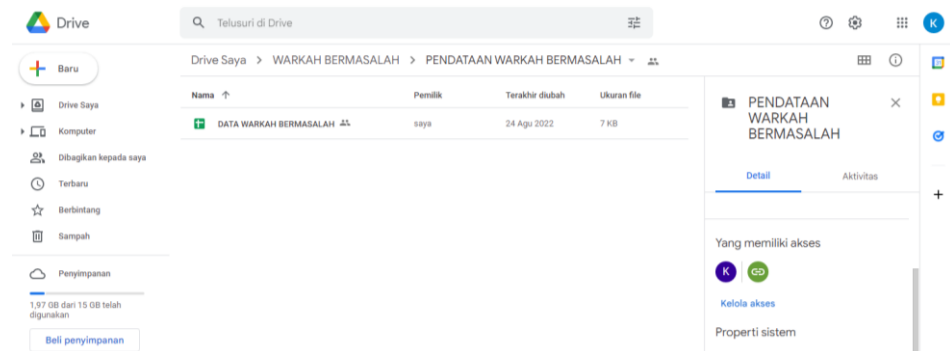 Drive
Telusuri di Drive
K
Baru
Drive Saya > WARKAH BERMASALAH > PENDATAAN WARKAH BERMASALAH
Nama
Pemilik
Terakhir diubah
Ukuran file
DATA WARKAH BERMASALAH
saya
24 Agu 2022
7 KB
Drive Saya
Komputer
Dibagikan kepada saya
Terbaru
Berbintang
Sampah
Penyimpanan
1,97 GB dari 15 GB telah
digunakan
Beli penyimpanan
PENDATAAN
WARKAH
BERMASALAH
Detail
Aktivitas
Yang memiliki akses
K
Kelola akses
Properti sistem